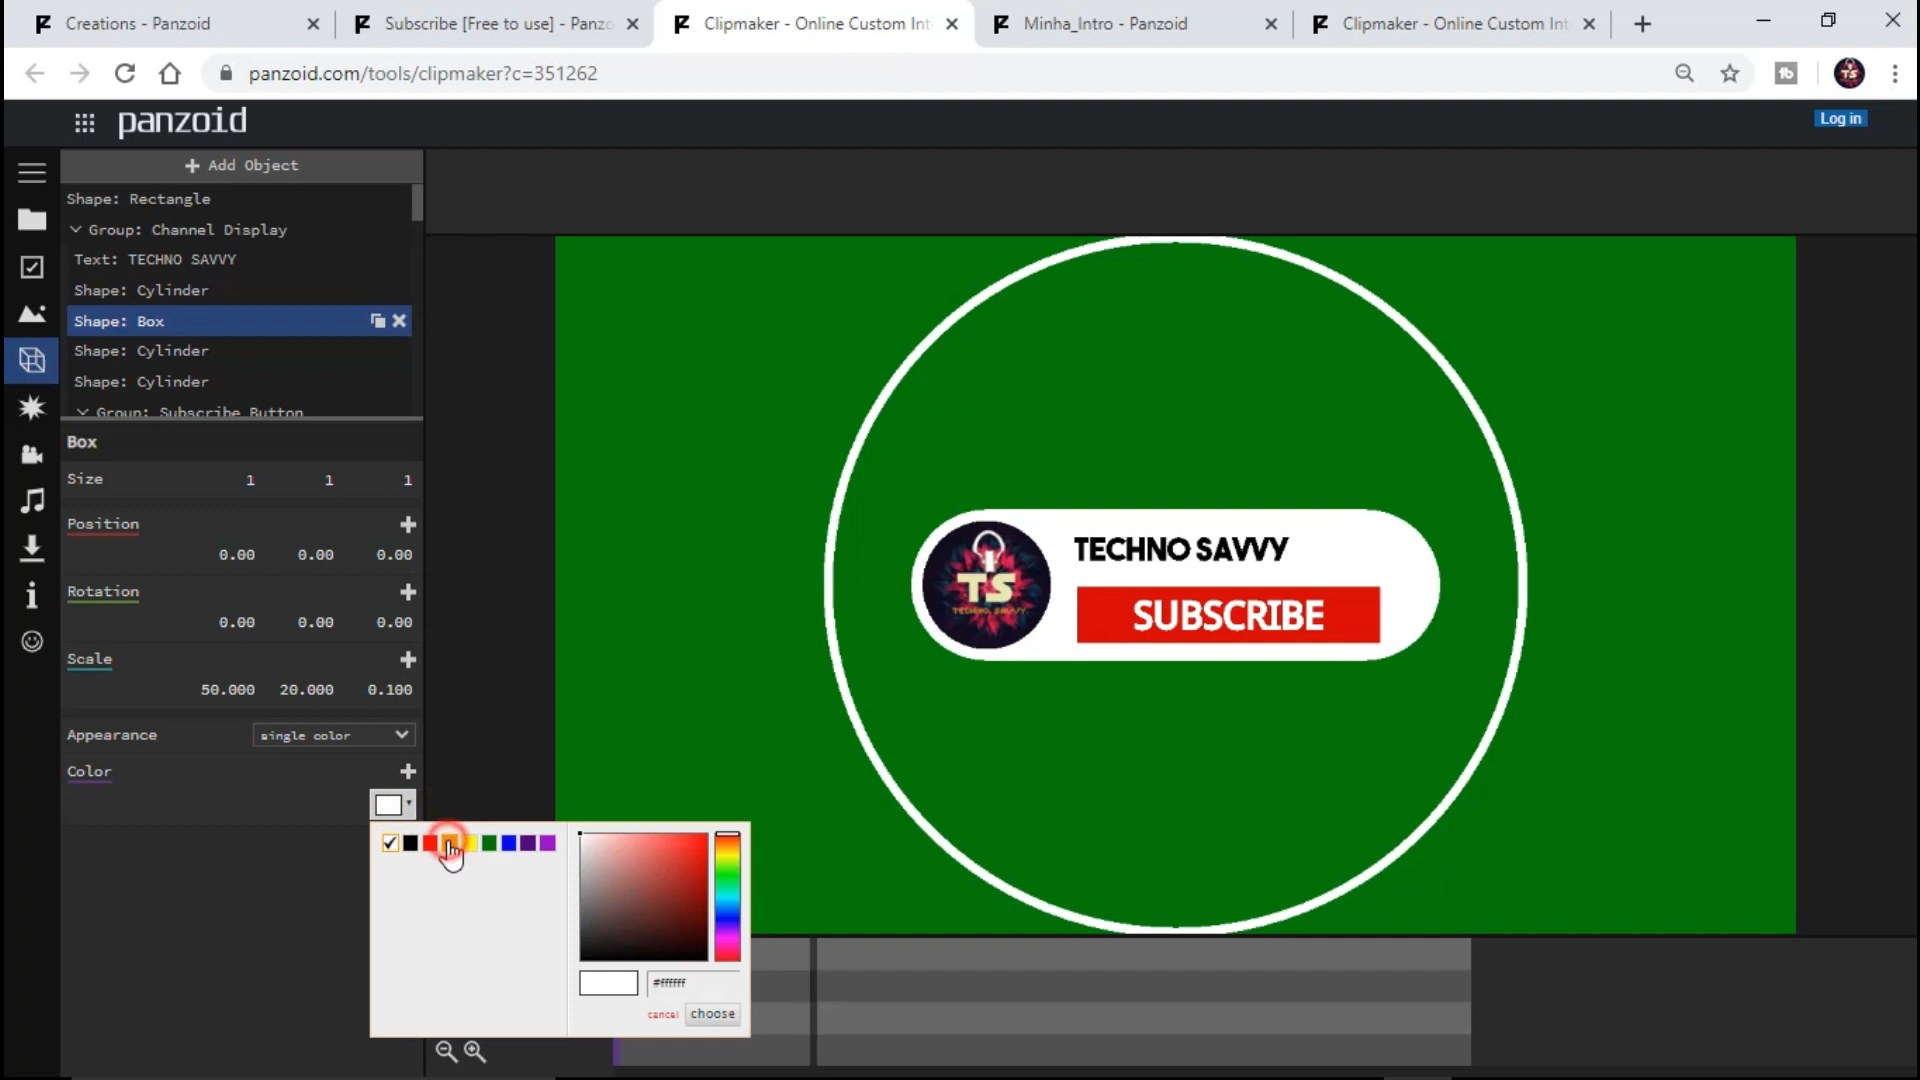 Creations - Panzoid
Subscribe [Free to use] - Panzo
Clipmaker - Online Custom Int
Minha_Intro - Panzoid
Clipmaker - Online Custom Int
panzoid.com/tools/clipmaker?c=351262
panzoid
Log in
Add Object
Shape: Rectangle
Group: Channel Display
Text: TECHNO SAVVY
Shape: Cylinder
Shape: Box
Shape: Cylinder
Shape: Cylinder
Group: Subscribe Button
Box
Size 1 1 1
Position
0.00 0.00 0.00
Rotation
0.00 0.00 0.00
Scale
50.000 20.000 0.100
Appearance single color
Color
#ffffff
cancel choose
TS
TECHNO SAVVY
TECHNO SAVVY
SUBSCRIBE